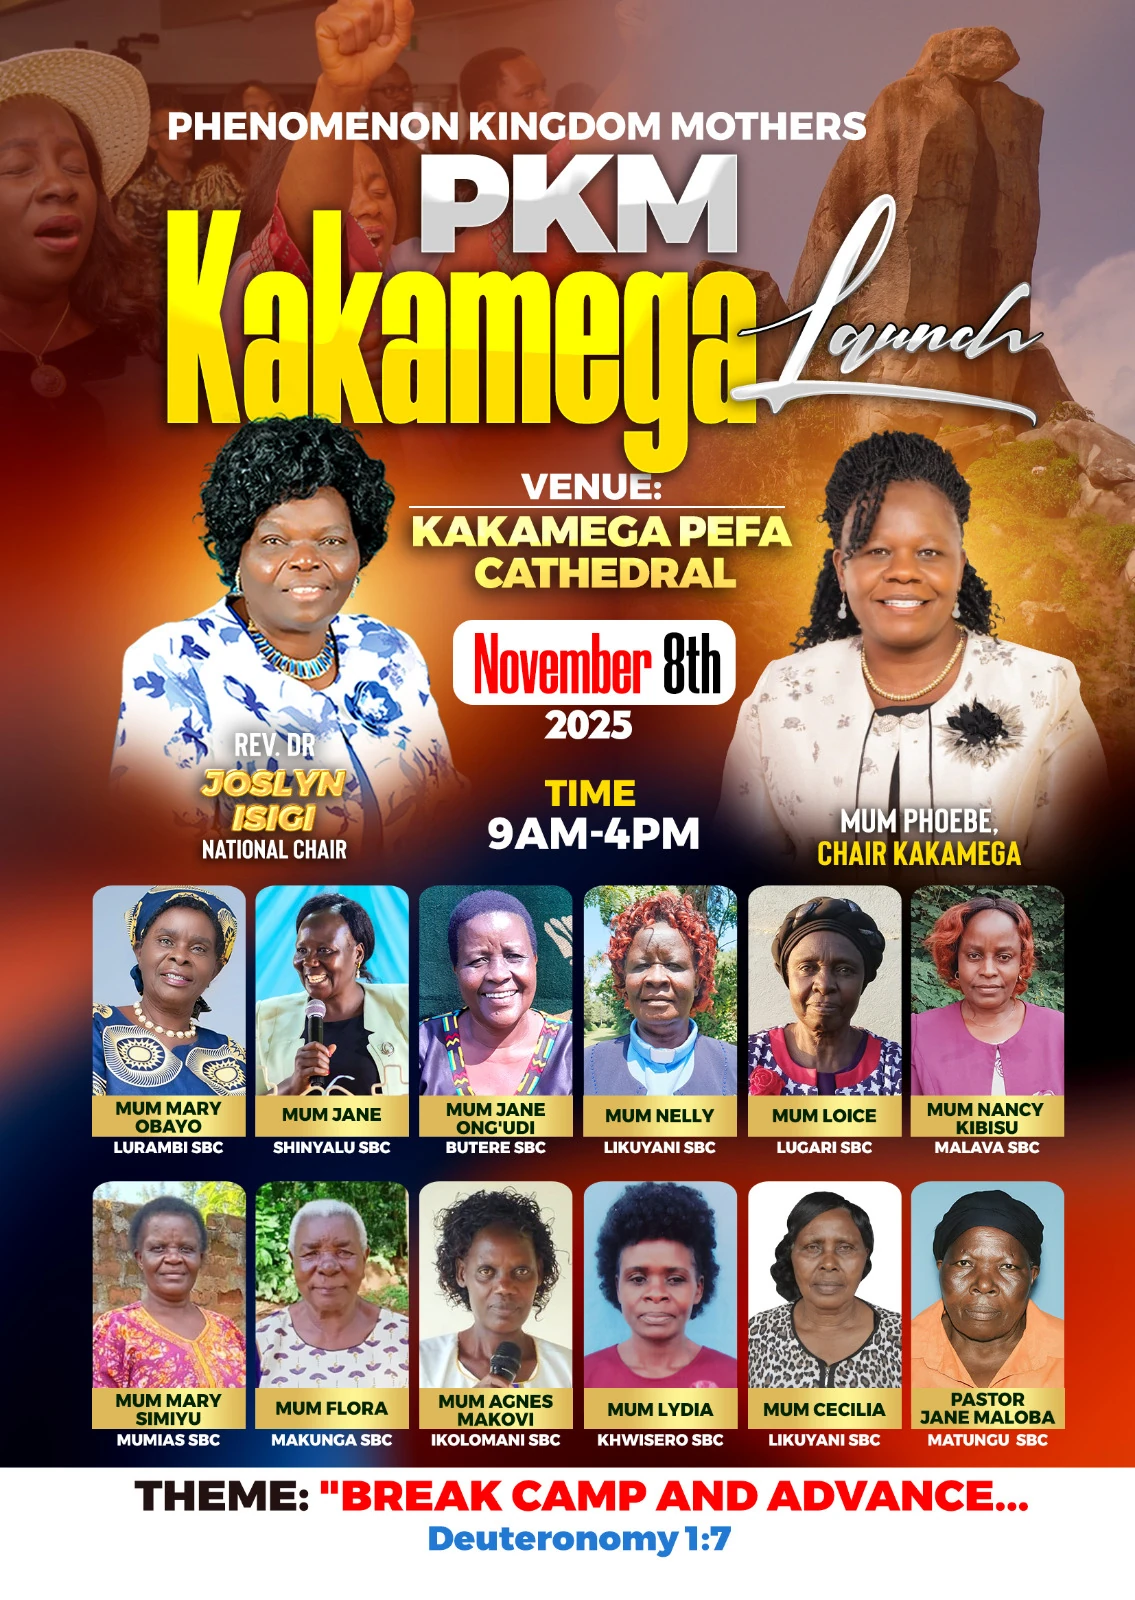 PHENOMENON KINGDOM MOTHERS
PKM
Kakamega Launch
VENUE:
KAKAMEGA PEFA
CATHEDRAL
November 8th
2025
TIME
9AM-4PM
REV. DR
JOSLYN
ISIGI
NATIONAL CHAIR
MUM PHOEBE,
CHAIR KAKAMEGA
MUM MARY
OBAYO
LURAMBI SBC
MUM JANE
SHINYALU SBC
MUM JANE
ONG'UDI
BUTERE SBC
MUM NELLY
LIKUYANI SBC
MUM LOICE
LUGARI SBC
MUM NANCY
KIBISU
MALAVA SBC
MUM MARY
SIMIYU
MUMIAS SBC
MUM FLORA
MAKUNGA SBC
MUM AGNES
MAKOVI
IKOLOMANI SBC
MUM LYDIA
KHWISERO SBC
MUM CECILIA
LIKUYANI SBC
PASTOR
JANE MALOBA
MATUNGU SBC
THEME: "BREAK CAMP AND ADVANCE...
Deuteronomy 1:7